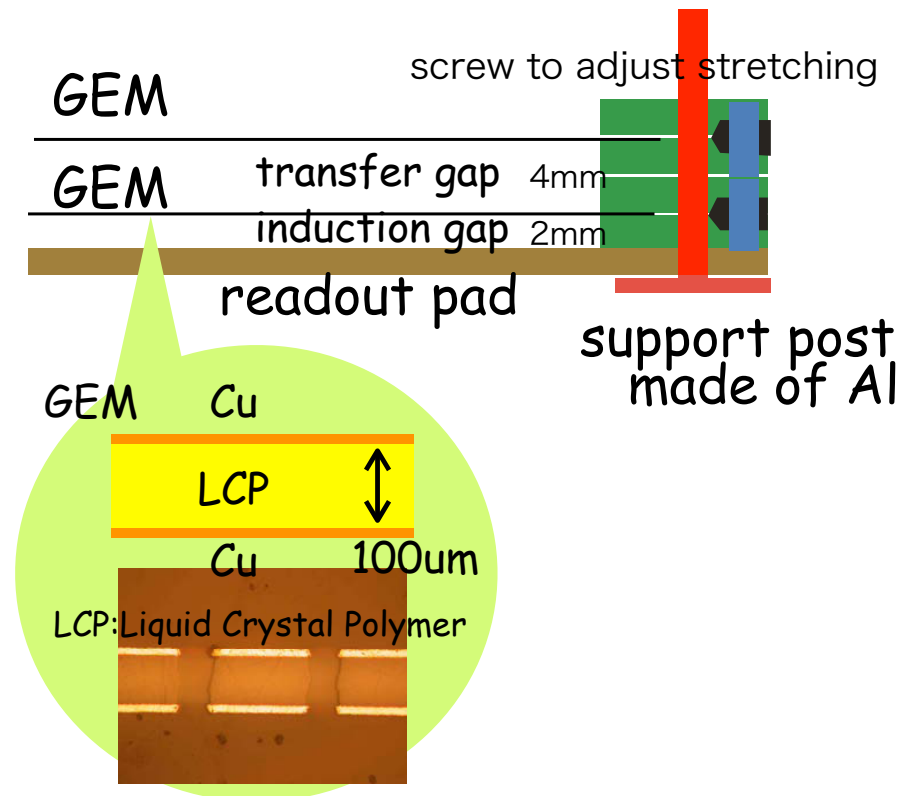 screw to adjust stretching
GEM
transfer gap 4mm
GEM
induction gap 2mm
readout pad
support post
made of Al
GEM Cu
LCP
Cu 100um
LCP:Liquid Crystal Polymer